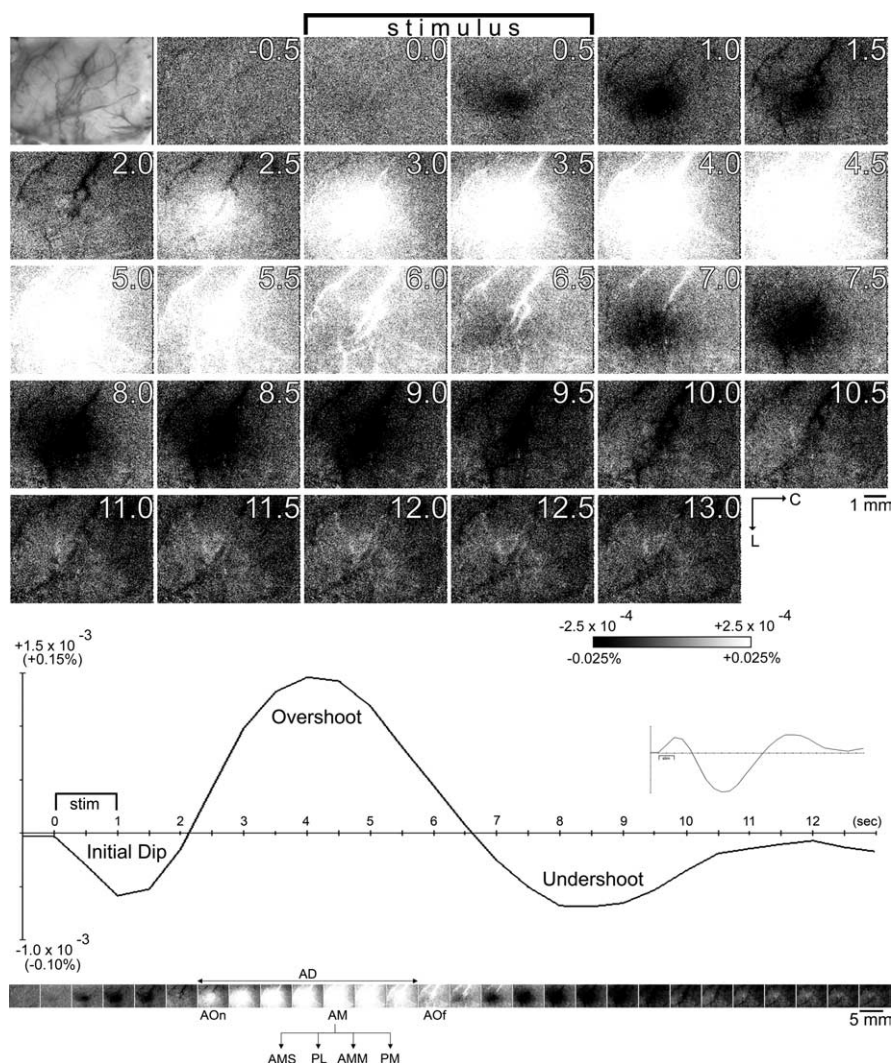 stimulus
-0.5 0.0 0.5 1.0 1.5
2.0 2.5 3.0 3.5 4.0 4.5
5.0 5.5 6.0 6.5 7.0 7.5
8.0 8.5 9.0 9.5 10.0 10.5
11.0 11.5 12.0 12.5 13.0
C
L
1 mm
-2.5 x 10 -4 +2.5 x 10 -4
-0.025% +0.025%
+1.5 x 10 -3
(+0.15%)
Overshoot
stim
0 1 2 3 4 5 6 7 8 9 10 11 12 (sec)
Initial Dip
Undershoot
-1.0 x 10 -3
(-0.10%)
AD
AOn AM AOf
5 mm
AMS PL AMM PM